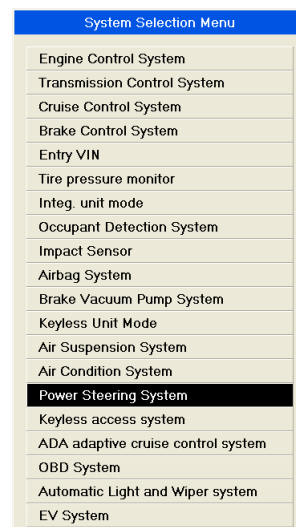 System Selection Menu
Engine Control System
Transmission Control System
Cruise Control System
Brake Control System
Entry VIN
Tire pressure monitor
Integ. unit mode
Occupant Detection System
Impact Sensor
Airbag System
Brake Vacuum Pump System
Keyless Unit Mode
Air Suspension System
Air Condition System
Power Steering System
Keyless access system
ADA adaptive cruise control system
OBD System
Automatic Light and Wiper system
EV System